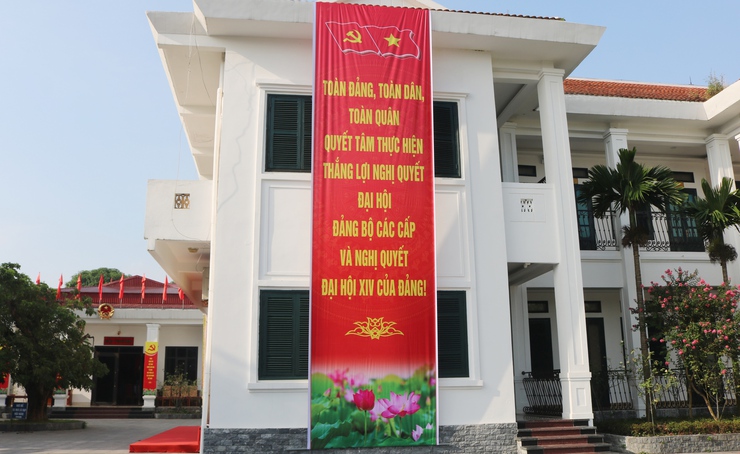 TOÀN ĐẢNG, TOÀN DÂN,
TOÀN QUÂN
QUYẾT TÂM THỰC HIỆN
THẮNG LỢI NGHỊ QUYẾT
ĐẠI HỘI
ĐẢNG BỘ CÁC CẤP
VÀ NGHỊ QUYẾT
ĐẠI HỘI XIV CỦA ĐẢNG!